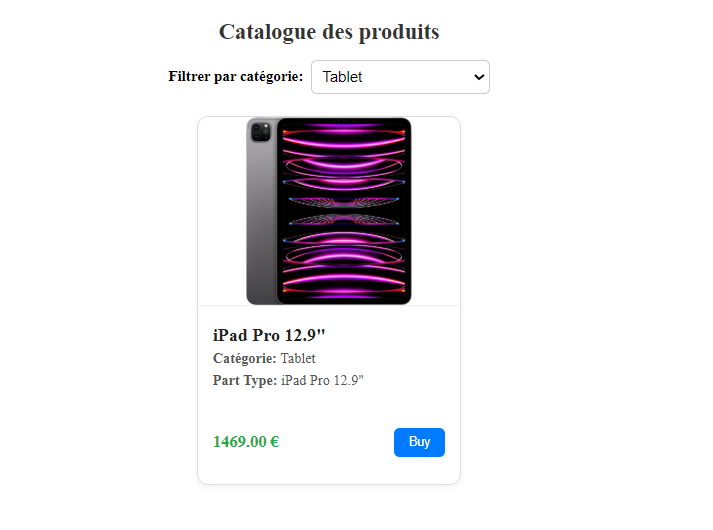 Catalogue des produits
Filtrer par catégorie: Tablet
iPad Pro 12.9"
Catégorie: Tablet
Part Type: iPad Pro 12.9"
1469.00 € Buy